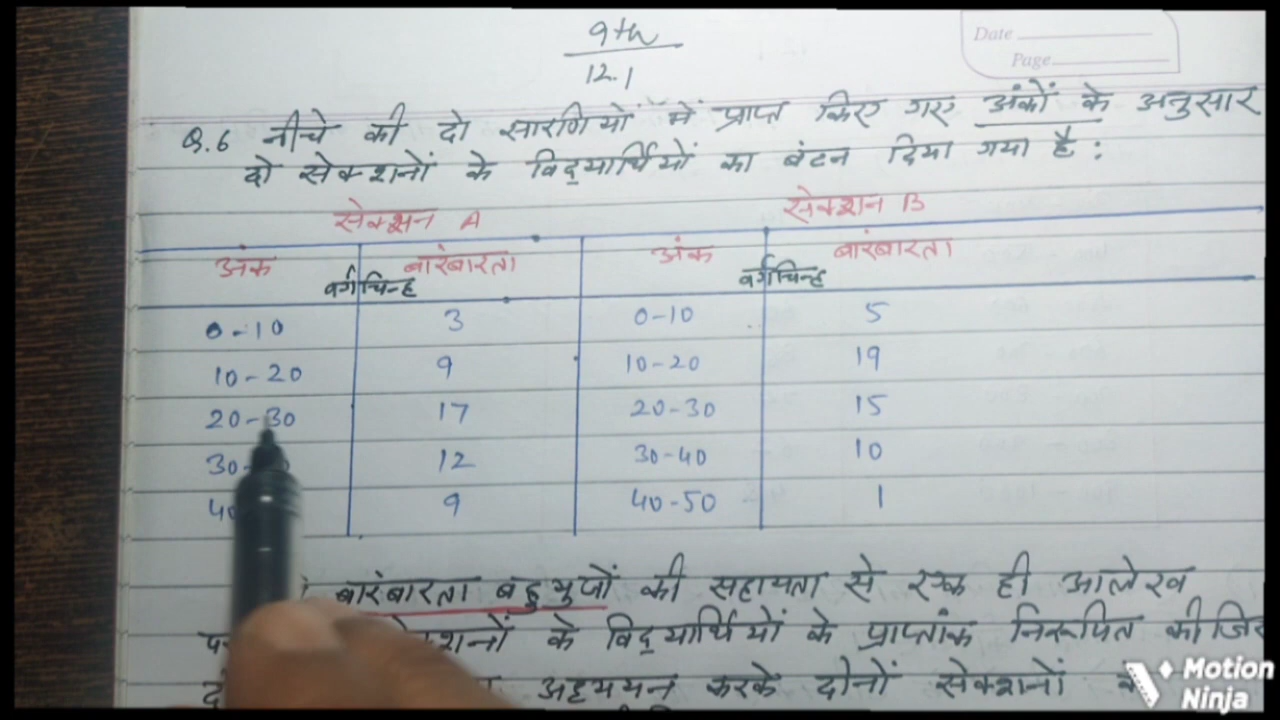 9th
12.1
Date
Page
Q.6 नीचे की दो सारणियों में प्राप्त किए गए अंकों के अनुसार
दो सेक्शनों के विद्यार्थियों का बंटन दिया गया है :
सेक्शन A सेक्शन B
अंक वर्गचिन्ह बारंबारता अंक वर्गचिन्ह बारंबारता
0-10 3 0-10 5
10-20 9 10-20 19
20-30 17 20-30 15
30- 12 30-40 10
40 9 40-50 1
बारंबारता बहुभुजों की सहायता से एक ही आलेख
के विद्यार्थियों के प्राप्तांक निरूपित
अध्ययन करके दोनों सेक्शनों
Motion
Ninja